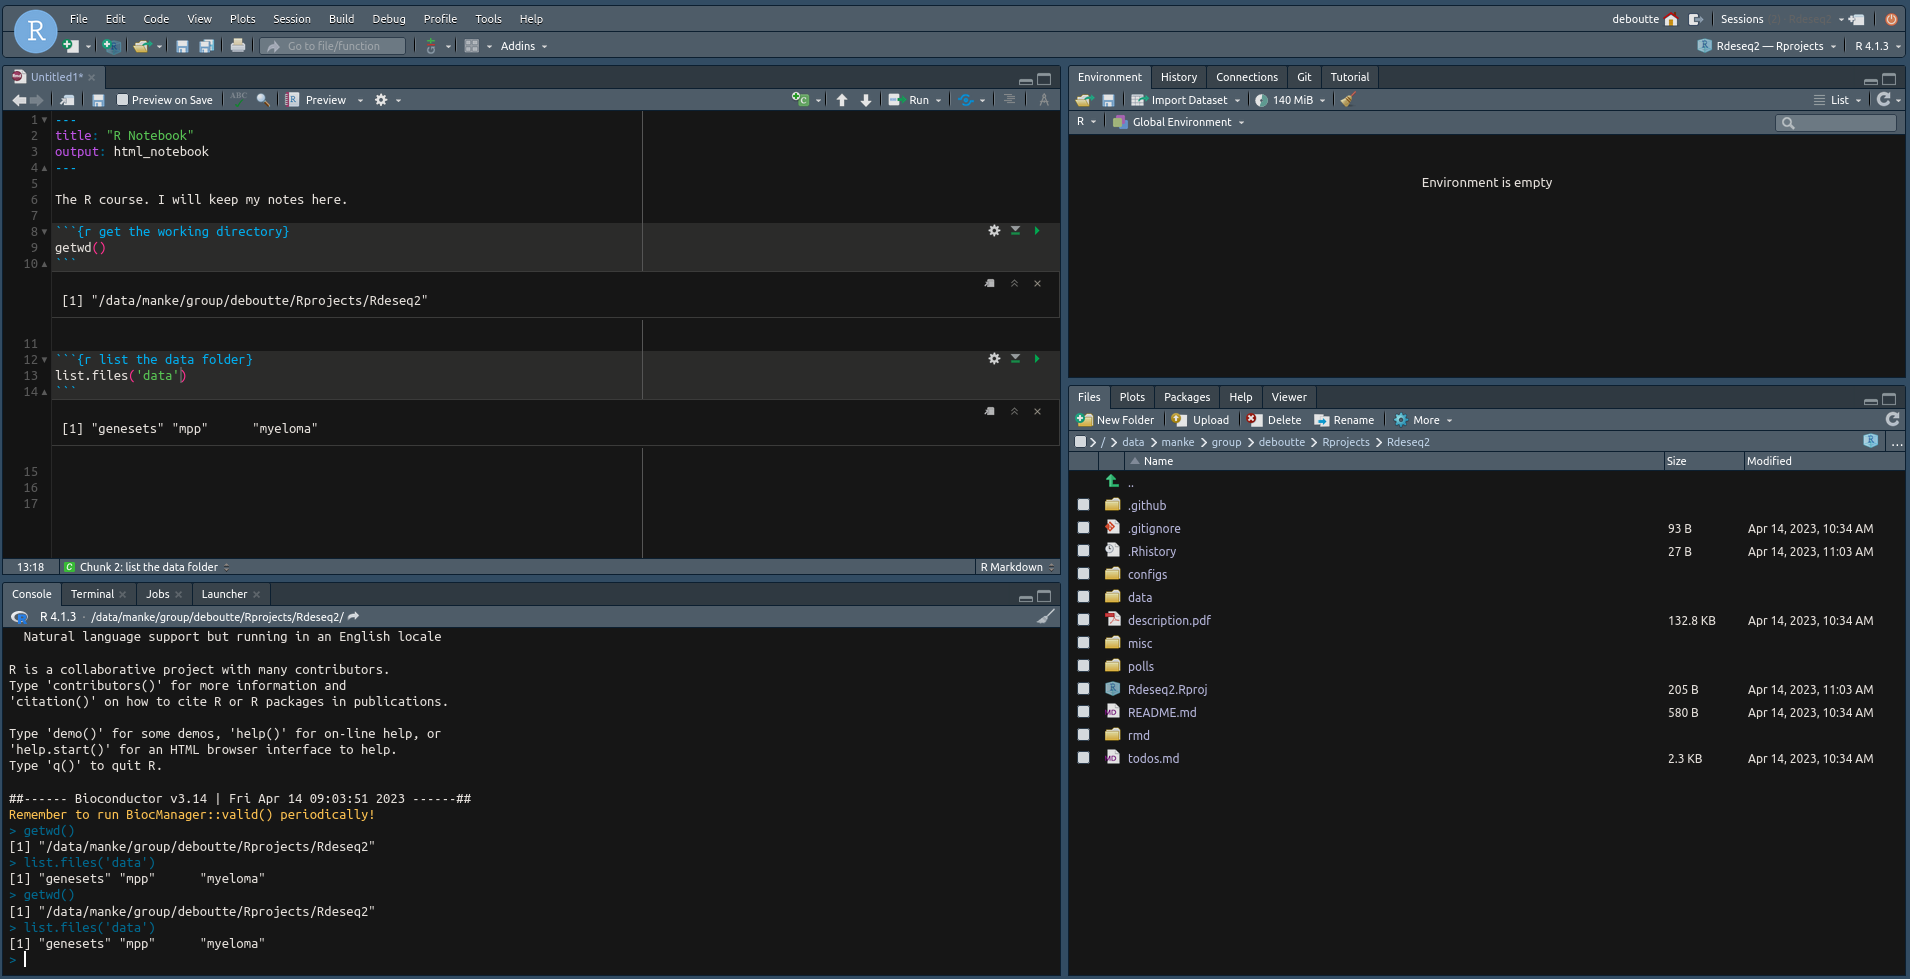 File Edit Code View Plots Session Build Debug Profile Tools Help
deboutte Sessions (2) - Rdeseq2
R
Go to file/function Addins
Rdeseq2 — Rprojects R 4.1.3
Untitled1*
Preview on Save ABC Preview Run
1 ---
2 title: "R Notebook"
3 output: html_notebook
4 ---
5
6 The R course. I will keep my notes here.
7
8 ```{r get the working directory}
9 getwd()
10 ```
[1] "/data/manke/group/deboutte/Rprojects/Rdeseq2"
11
12 ```{r list the data folder}
13 list.files('data')
14 ```
[1] "genesets" "mpp"      "myeloma"
15
16
17
13:18 C Chunk 2: list the data folder R Markdown
Console Terminal Jobs Launcher
R 4.1.3 · /data/manke/group/deboutte/Rprojects/Rdeseq2/
Natural language support but running in an English locale
R is a collaborative project with many contributors.
Type 'contributors()' for more information and
'citation()' on how to cite R or R packages in publications.
Type 'demo()' for some demos, 'help()' for on-line help, or
'help.start()' for an HTML browser interface to help.
Type 'q()' to quit R.
##------ Bioconductor v3.14 | Fri Apr 14 09:03:51 2023 ------##
Remember to run BiocManager::valid() periodically!
> getwd()
[1] "/data/manke/group/deboutte/Rprojects/Rdeseq2"
> list.files('data')
[1] "genesets" "mpp"      "myeloma"
> getwd()
[1] "/data/manke/group/deboutte/Rprojects/Rdeseq2"
> list.files('data')
[1] "genesets" "mpp"      "myeloma"
>
Environment History Connections Git Tutorial
Import Dataset 140 MiB List
R Global Environment
Environment is empty
Files Plots Packages Help Viewer
New Folder Upload Delete Rename More
/ > data > manke > group > deboutte > Rprojects > Rdeseq2 ...
Name Size Modified
..
.github
.gitignore 93 B Apr 14, 2023, 10:34 AM
.Rhistory 27 B Apr 14, 2023, 11:03 AM
configs
data
description.pdf 132.8 KB Apr 14, 2023, 10:34 AM
misc
polls
Rdeseq2.Rproj 205 B Apr 14, 2023, 11:03 AM
README.md 580 B Apr 14, 2023, 10:34 AM
rmd
todos.md 2.3 KB Apr 14, 2023, 10:34 AM